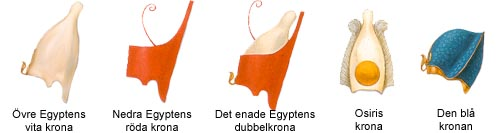 Övre Egyptens
vita krona
Nedra Egyptens
röda krona
Det enade Egyptens
dubbelkrona
Osiris
krona
Den blå
kronan